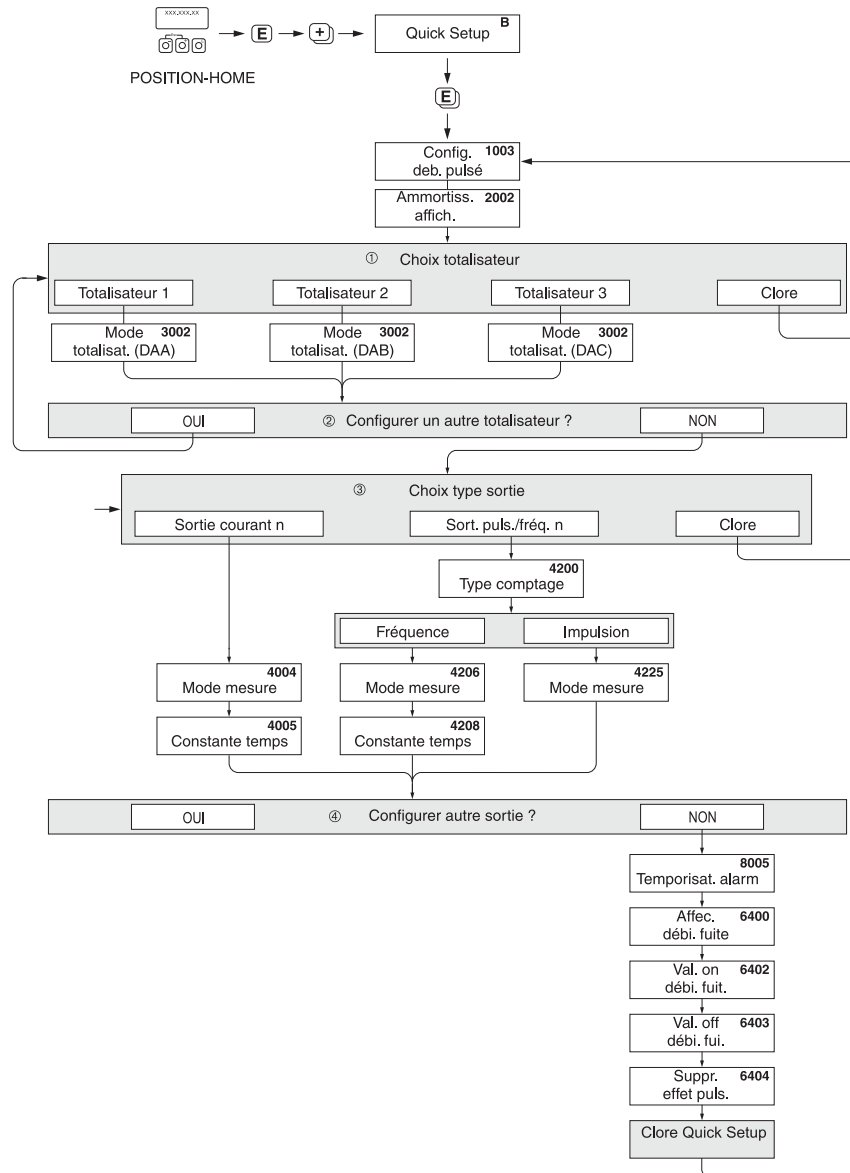 xxx.xxx.xx
E
+
Quick Setup B
POSITION-HOME
E
Config. 1003
deb. pulsé
Ammortiss. 2002
affich.
① Choix totalisateur
Totalisateur 1
Totalisateur 2
Totalisateur 3
Clore
Mode 3002
totalisat. (DAA)
Mode 3002
totalisat. (DAB)
Mode 3002
totalisat. (DAC)
OUI
② Configurer un autre totalisateur ?
NON
③ Choix type sortie
Sortie courant n
Sort. puls./fréq. n
Clore
4200
Type comptage
Fréquence
Impulsion
4004
Mode mesure
4206
Mode mesure
4225
Mode mesure
4005
Constante temps
4208
Constante temps
OUI
④ Configurer autre sortie ?
NON
8005
Temporisat. alarm
Affec. 6400
débi. fuite
Val. on 6402
débi. fuit.
Val. off 6403
débi. fui.
Suppr. 6404
effet puls.
Clore Quick Setup